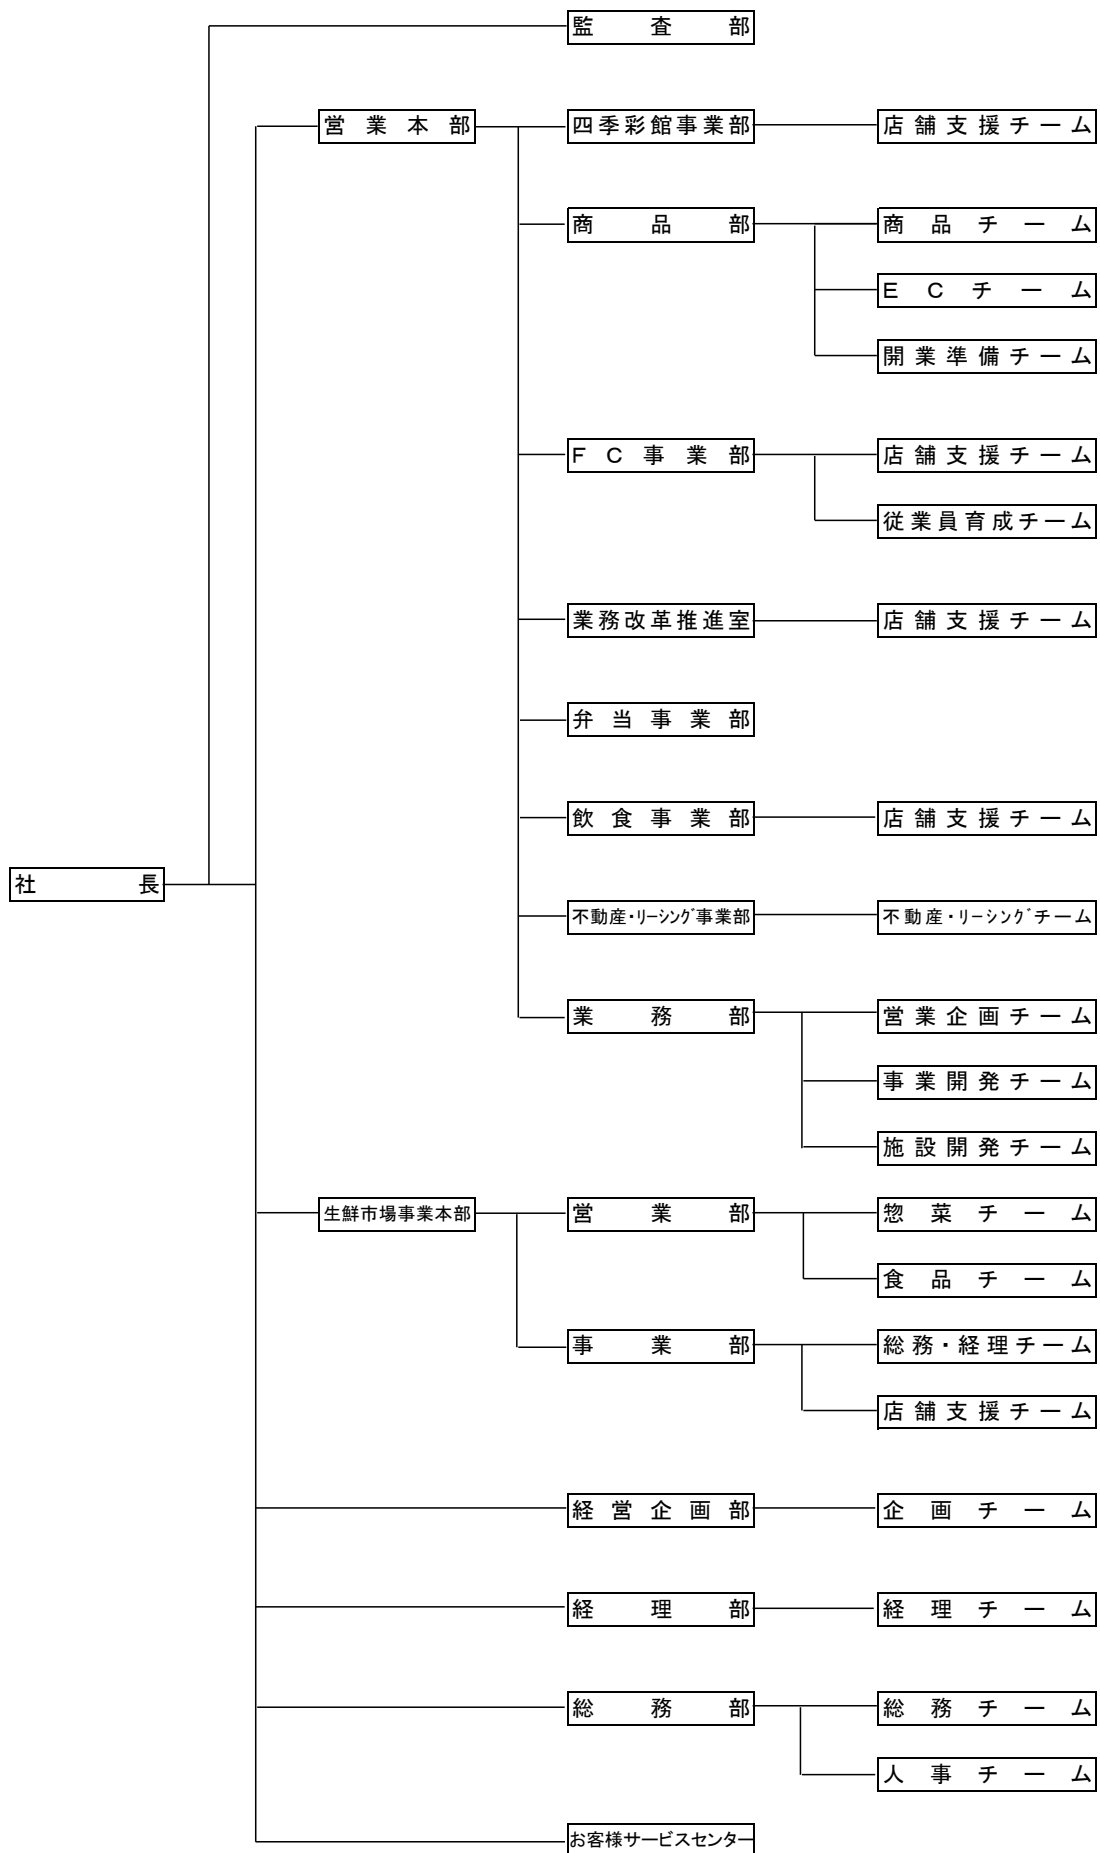 監査部
営業本部
四季彩館事業部
店舗支援チーム
商品部
商品チーム
ECチーム
開業準備チーム
FC事業部
店舗支援チーム
従業員育成チーム
業務改革推進室
店舗支援チーム
弁当事業部
飲食事業部
店舗支援チーム
社長
不動産・リーシング事業部
不動産・リーシングチーム
業務部
営業企画チーム
事業開発チーム
施設開発チーム
生鮮市場事業本部
営業部
惣菜チーム
食品チーム
事業部
総務・経理チーム
店舗支援チーム
経営企画部
企画チーム
経理部
経理チーム
総務部
総務チーム
人事チーム
お客様サービスセンター